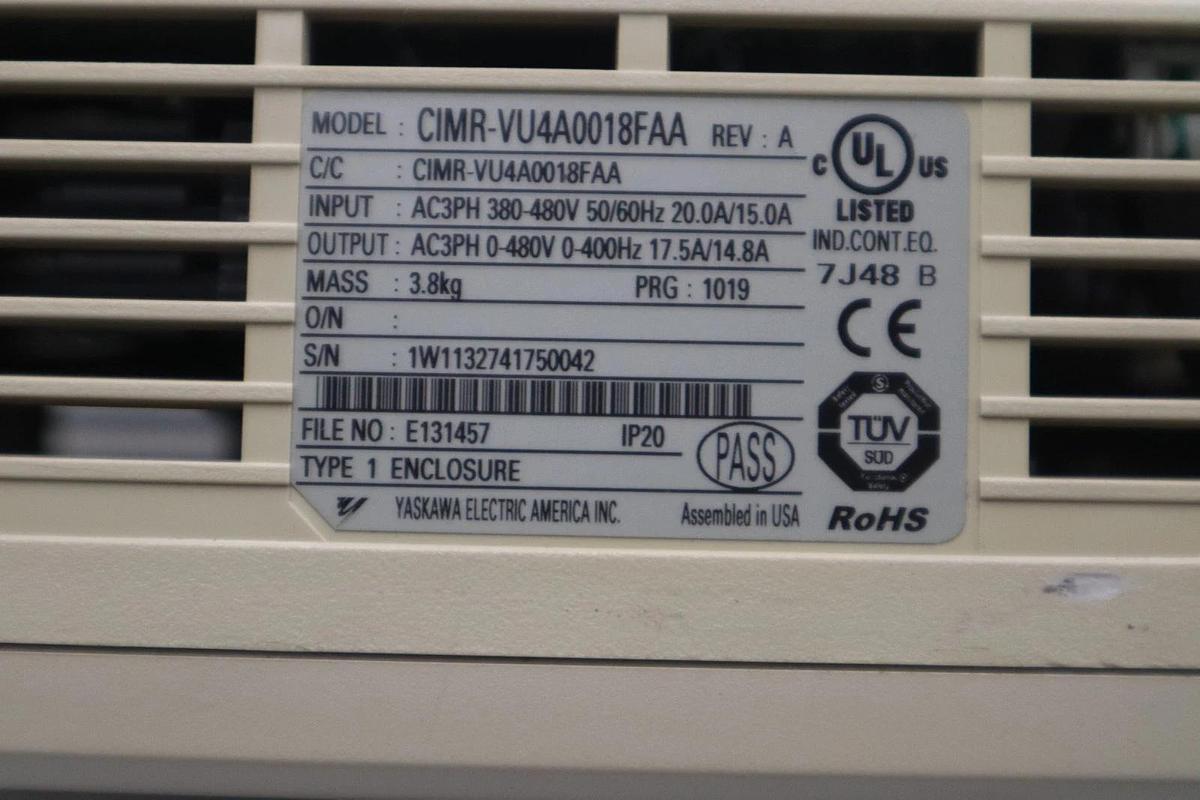 MODEL : CIMR-VU4A0018FAA REV : A
C/C : CIMR-VU4A0018FAA
INPUT : AC3PH 380-480V 50/60Hz 20.0A/15.0A
OUTPUT : AC3PH 0-480V 0-400Hz 17.5A/14.8A
MASS : 3.8kg PRG : 1019
O/N :
S/N : 1W1132741750042
FILE NO : E131457 IP20
TYPE 1 ENCLOSURE
PASS
YASKAWA ELECTRIC AMERICA INC. Assembled in USA
C UL US
LISTED
IND.CONT.EQ.
7J48 B
CE
TÜV
SÜD
RoHS